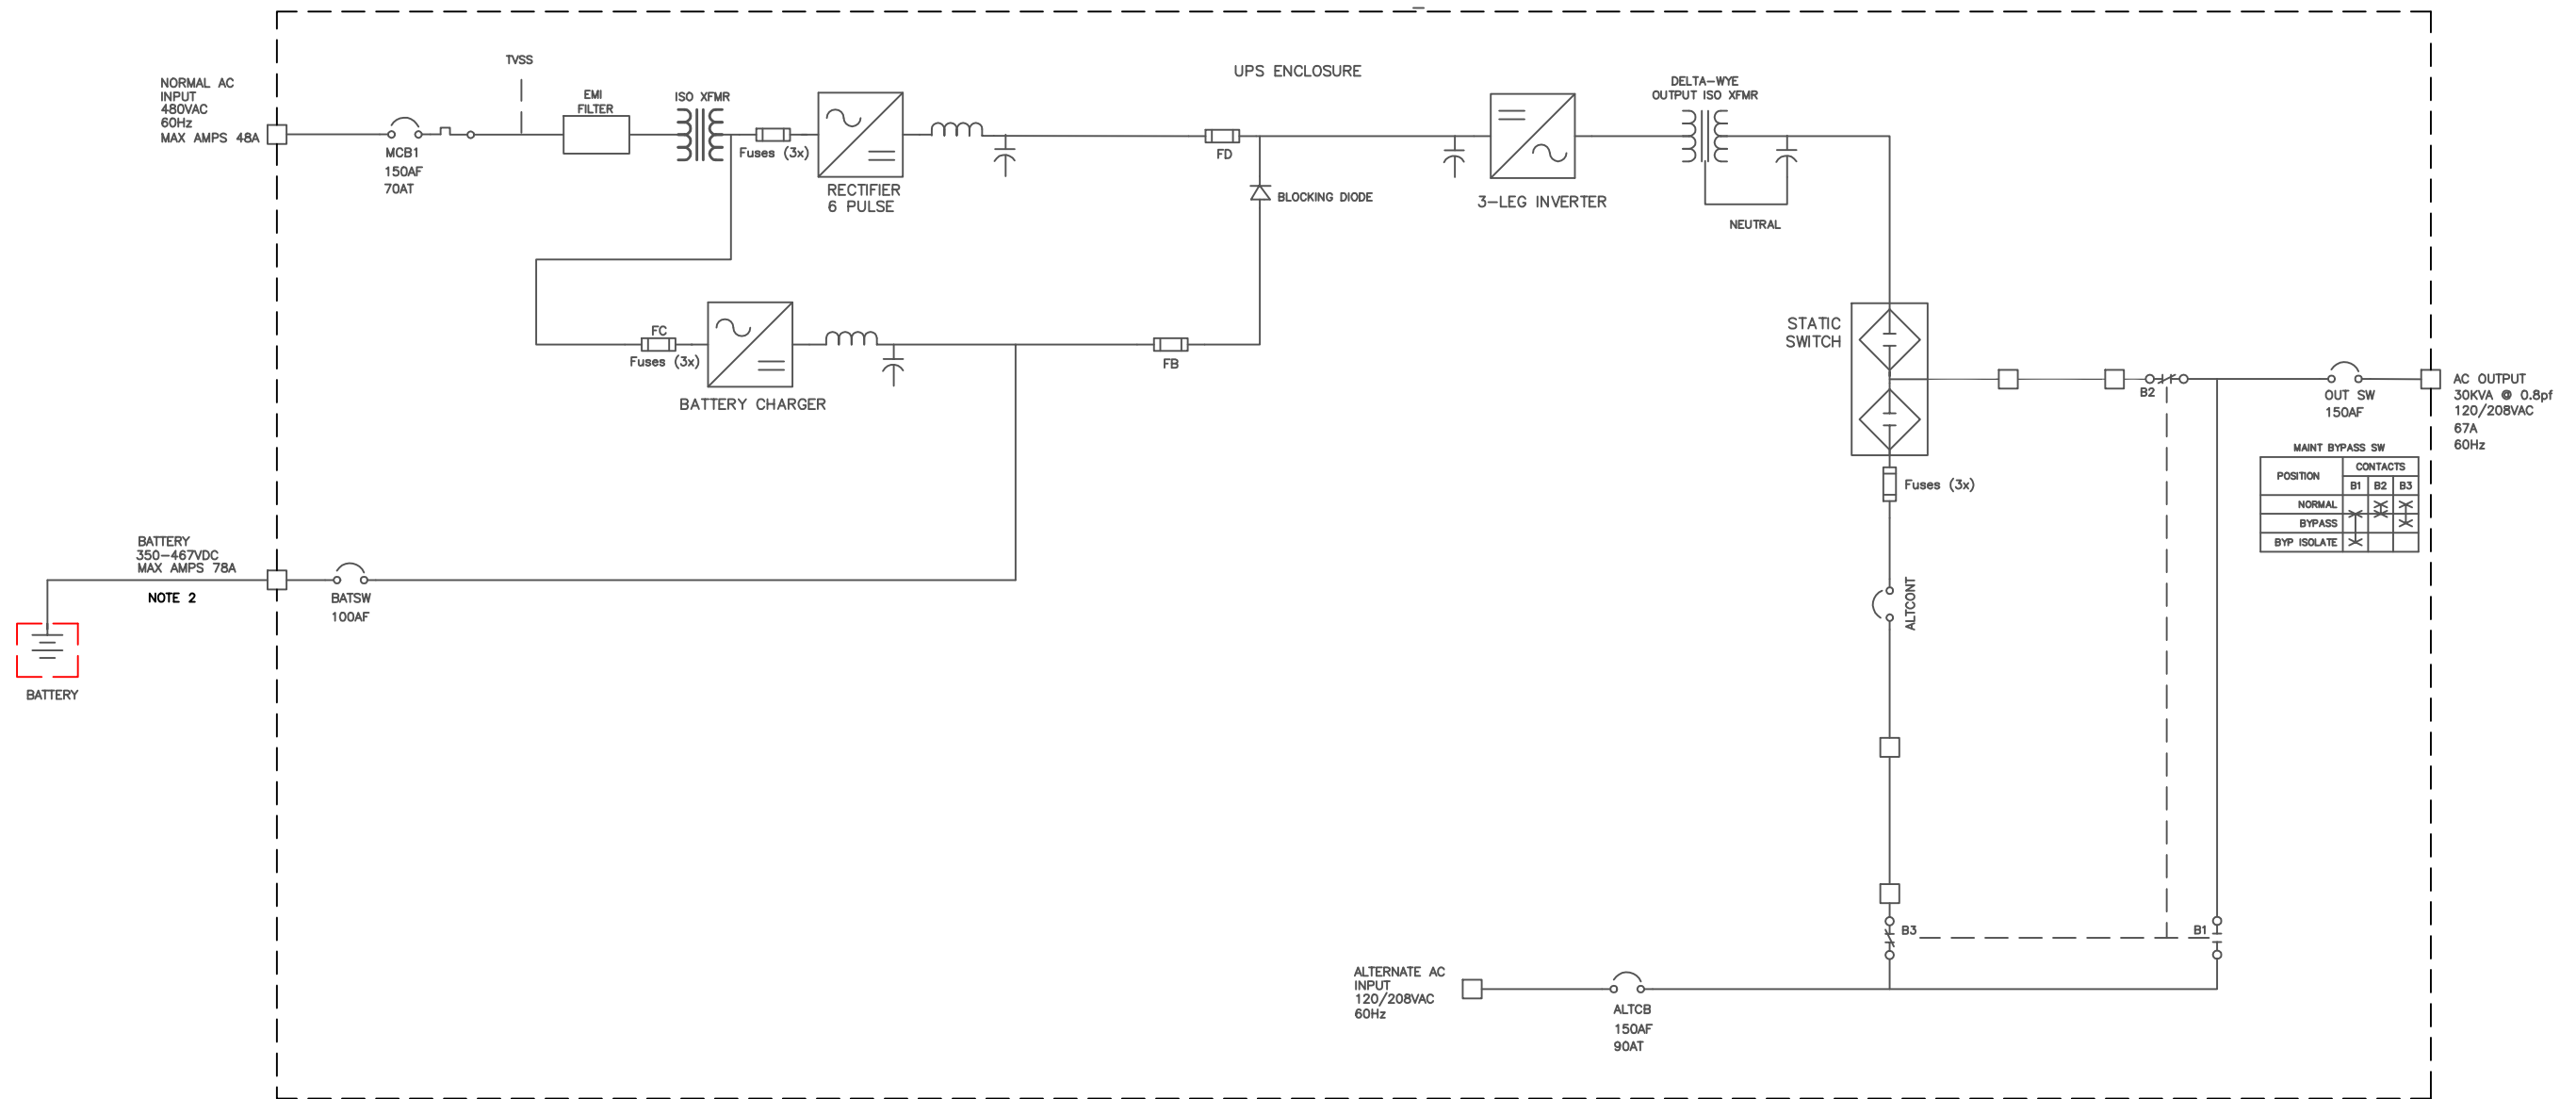 TVSS
UPS ENCLOSURE
NORMAL AC
INPUT
480VAC
60Hz
MAX AMPS 48A
MCB1
150AF
70AT
EMI
FILTER
ISO XFMR
Fuses (3x)
RECTIFIER
6 PULSE
FD
BLOCKING DIODE
3-LEG INVERTER
DELTA-WYE
OUTPUT ISO XFMR
NEUTRAL
FC
Fuses (3x)
BATTERY CHARGER
FB
STATIC
SWITCH
B2
OUT SW
150AF
AC OUTPUT
30KVA @ 0.8pf
120/208VAC
67A
60Hz
MAINT BYPASS SW
POSITION CONTACTS
B1 B2 B3
NORMAL
BYPASS
BYP ISOLATE
Fuses (3x)
BATTERY
350-467VDC
MAX AMPS 78A
NOTE 2
BATSW
100AF
BATTERY
ALTCONT
B3
B1
ALTERNATE AC
INPUT
120/208VAC
60Hz
ALTCB
150AF
90AT